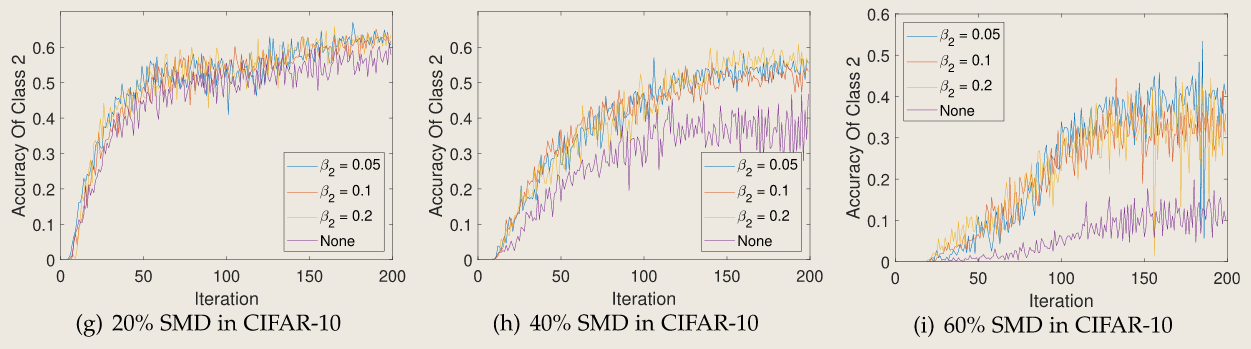 Accuracy Of Class 2
0.6
0.5
0.4
0.3
0.2
0.1
0
β2 = 0.05
β2 = 0.1
β2 = 0.2
None
0 50 100 150 200
Iteration
(g) 20% SMD in CIFAR-10
Accuracy Of Class 2
0.6
0.5
0.4
0.3
0.2
0.1
0
β2 = 0.05
β2 = 0.1
β2 = 0.2
None
0 50 100 150 200
Iteration
(h) 40% SMD in CIFAR-10
Accuracy Of Class 2
0.6
0.5
0.4
0.3
0.2
0.1
0
β2 = 0.05
β2 = 0.1
β2 = 0.2
None
0 50 100 150 200
Iteration
(i) 60% SMD in CIFAR-10